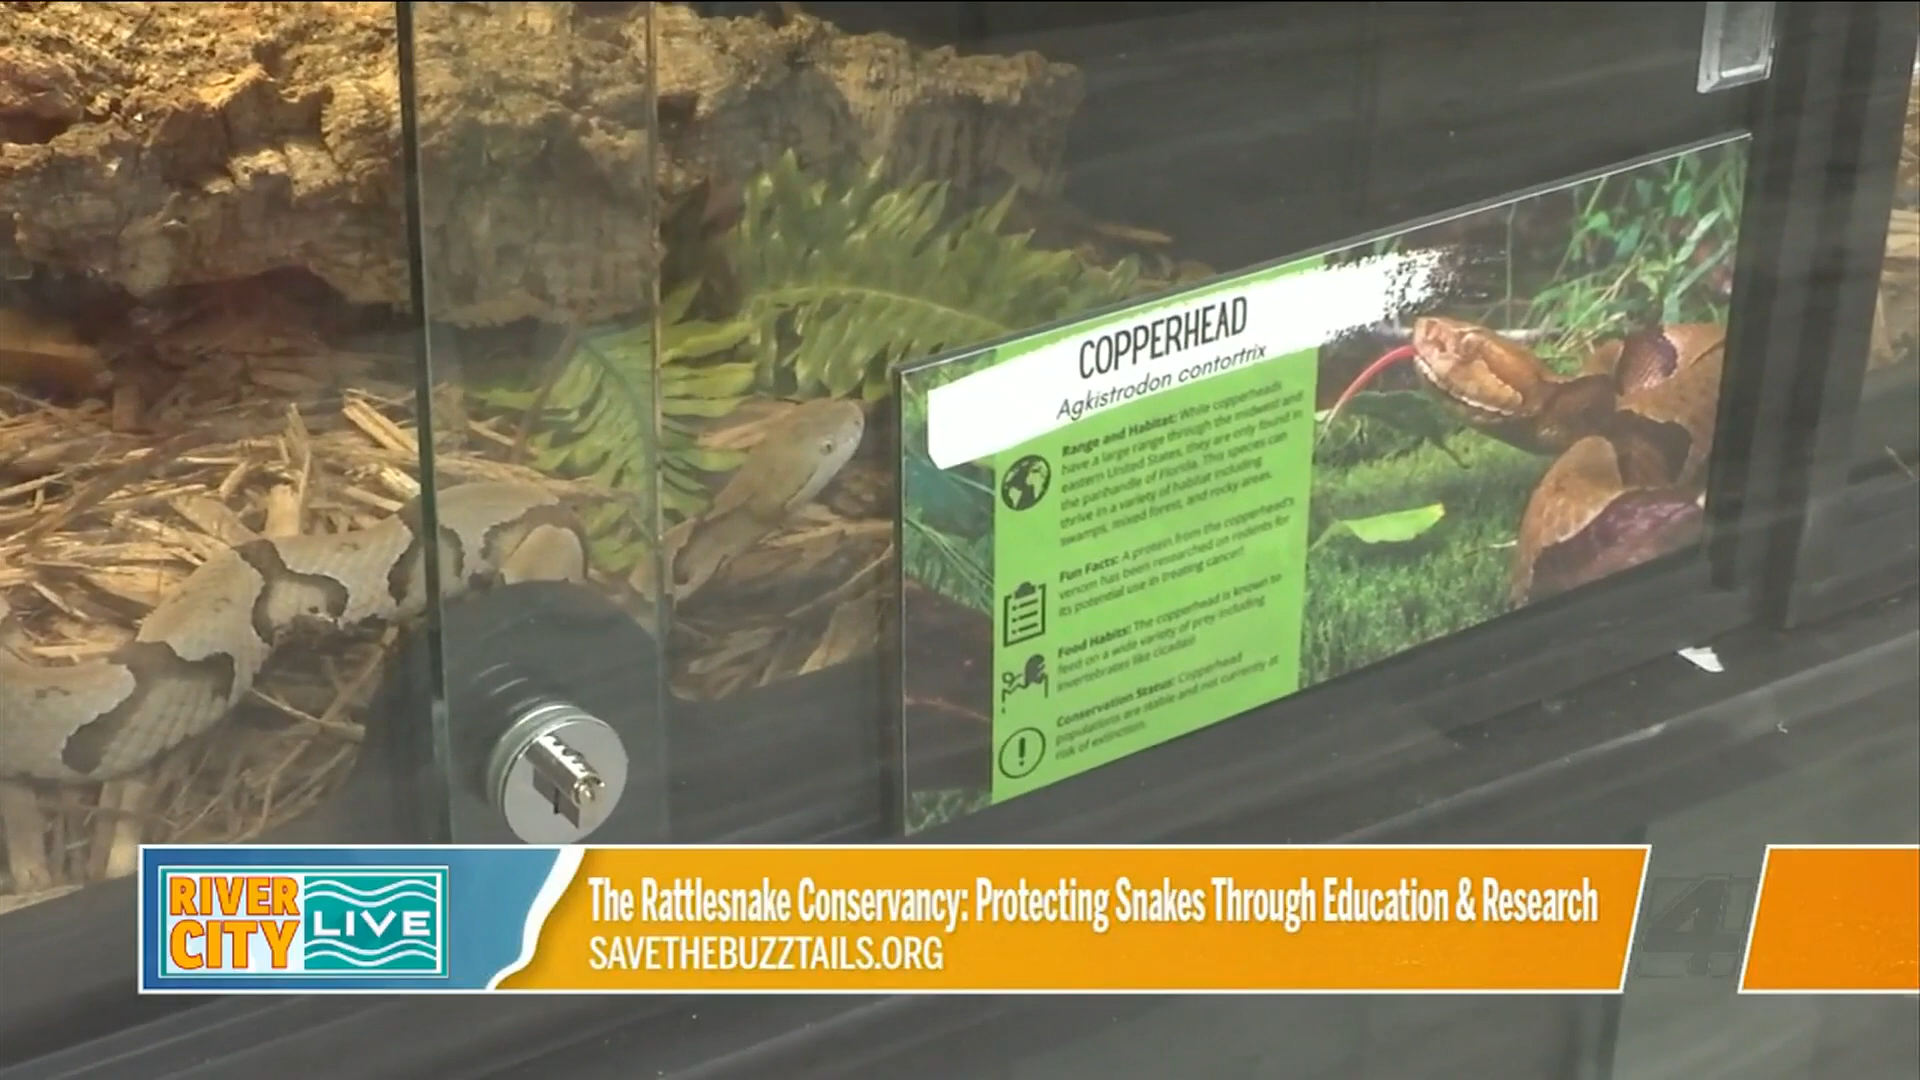 COPPERHEAD
Agkistrodon contortrix
Range and Habitat: While copperheads
have a large range through the midwest and
eastern United States, they are only found in
the panhandle of Florida. This species can
thrive in a variety of habitat including
swamps, mixed forest, and rocky areas.
Fun Facts: A protein from the copperhead's
venom has been researched on rodents for
its potential use in treating cancer!
Food Habits: The copperhead is known to
feed on a wide variety of prey including
invertebrates like cicadas!
Conservation Status: Copperhead
populations are stable and not currently at
risk of extinction.
RIVER
CITY
LIVE
The Rattlesnake Conservancy: Protecting Snakes Through Education & Research
SAVETHEBUZZTAILS.ORG
4